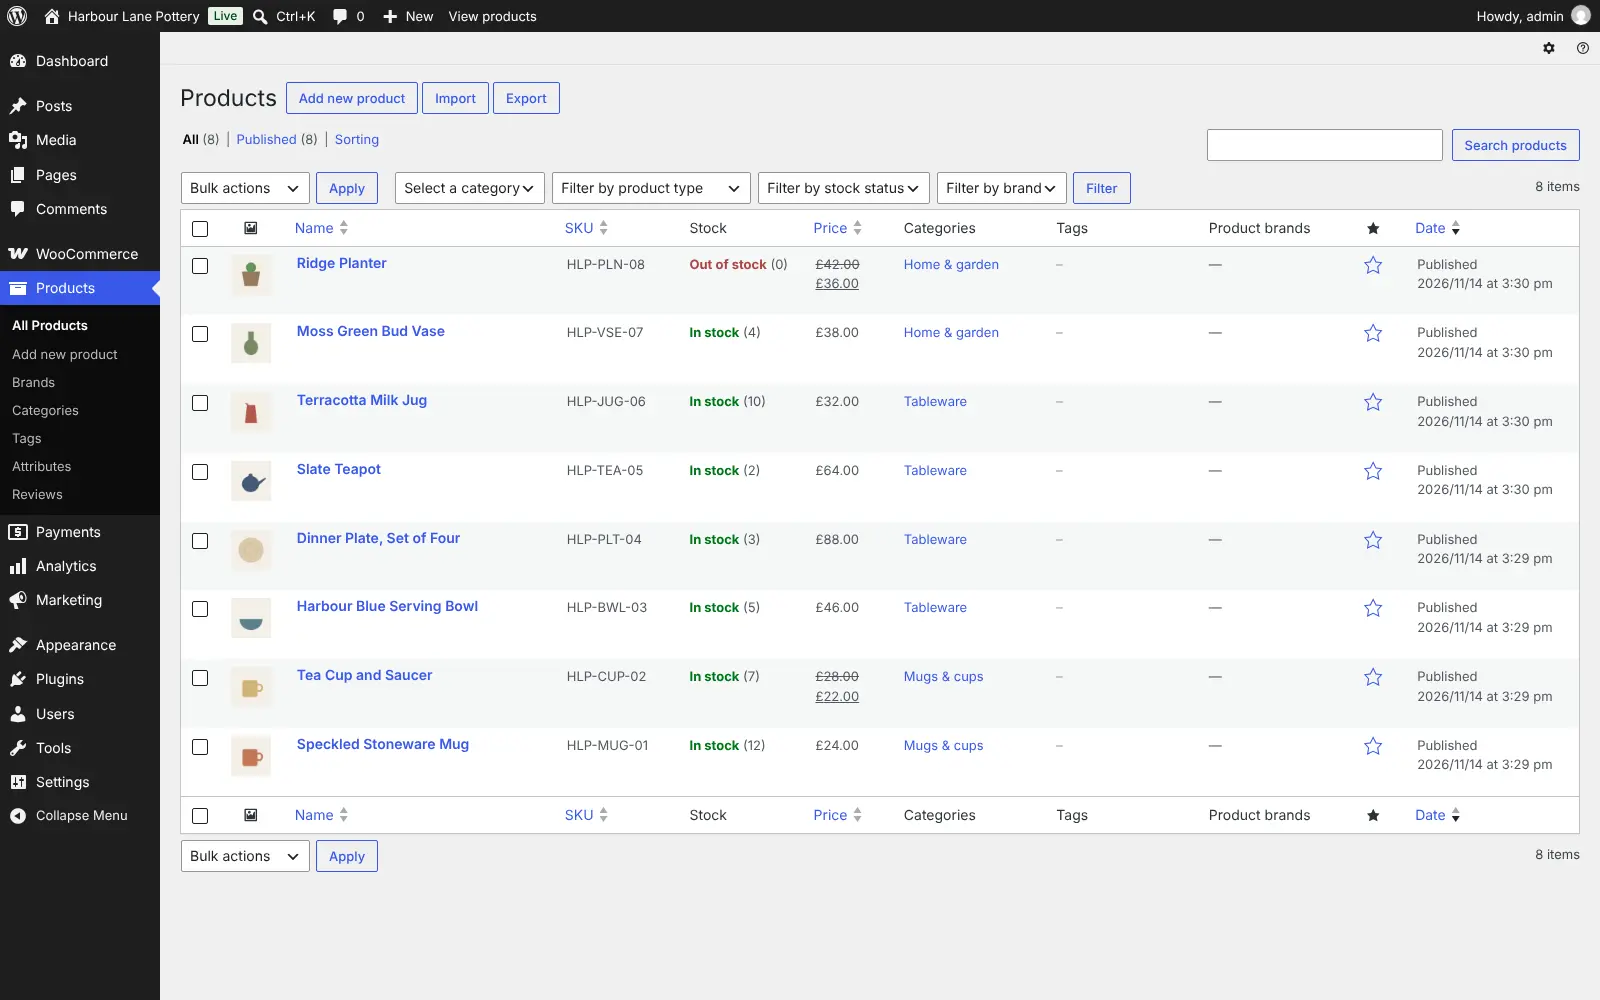 Harbour Lane Pottery Live Ctrl+K 0 New View products Howdy, admin
Dashboard
Posts
Media
Pages
Comments
WooCommerce
Products
All Products
Add new product
Brands
Categories
Tags
Attributes
Reviews
Payments
Analytics
Marketing
Appearance
Plugins
Users
Tools
Settings
Collapse Menu
Products Add new product Import Export
All (8) | Published (8) | Sorting
Search products
Bulk actions Apply Select a category Filter by product type Filter by stock status Filter by brand Filter 8 items
Name SKU Stock Price Categories Tags Product brands Date
Ridge Planter HLP-PLN-08 Out of stock (0) £42.00 Home & garden – — Published
£36.00 2026/11/14 at 3:30 pm
Moss Green Bud Vase HLP-VSE-07 In stock (4) £38.00 Home & garden – — Published
2026/11/14 at 3:30 pm
Terracotta Milk Jug HLP-JUG-06 In stock (10) £32.00 Tableware – — Published
2026/11/14 at 3:30 pm
Slate Teapot HLP-TEA-05 In stock (2) £64.00 Tableware – — Published
2026/11/14 at 3:30 pm
Dinner Plate, Set of Four HLP-PLT-04 In stock (3) £88.00 Tableware – — Published
2026/11/14 at 3:29 pm
Harbour Blue Serving Bowl HLP-BWL-03 In stock (5) £46.00 Tableware – — Published
2026/11/14 at 3:29 pm
Tea Cup and Saucer HLP-CUP-02 In stock (7) £28.00 Mugs & cups – — Published
£22.00 2026/11/14 at 3:29 pm
Speckled Stoneware Mug HLP-MUG-01 In stock (12) £24.00 Mugs & cups – — Published
2026/11/14 at 3:29 pm
Name SKU Stock Price Categories Tags Product brands Date
Bulk actions Apply 8 items